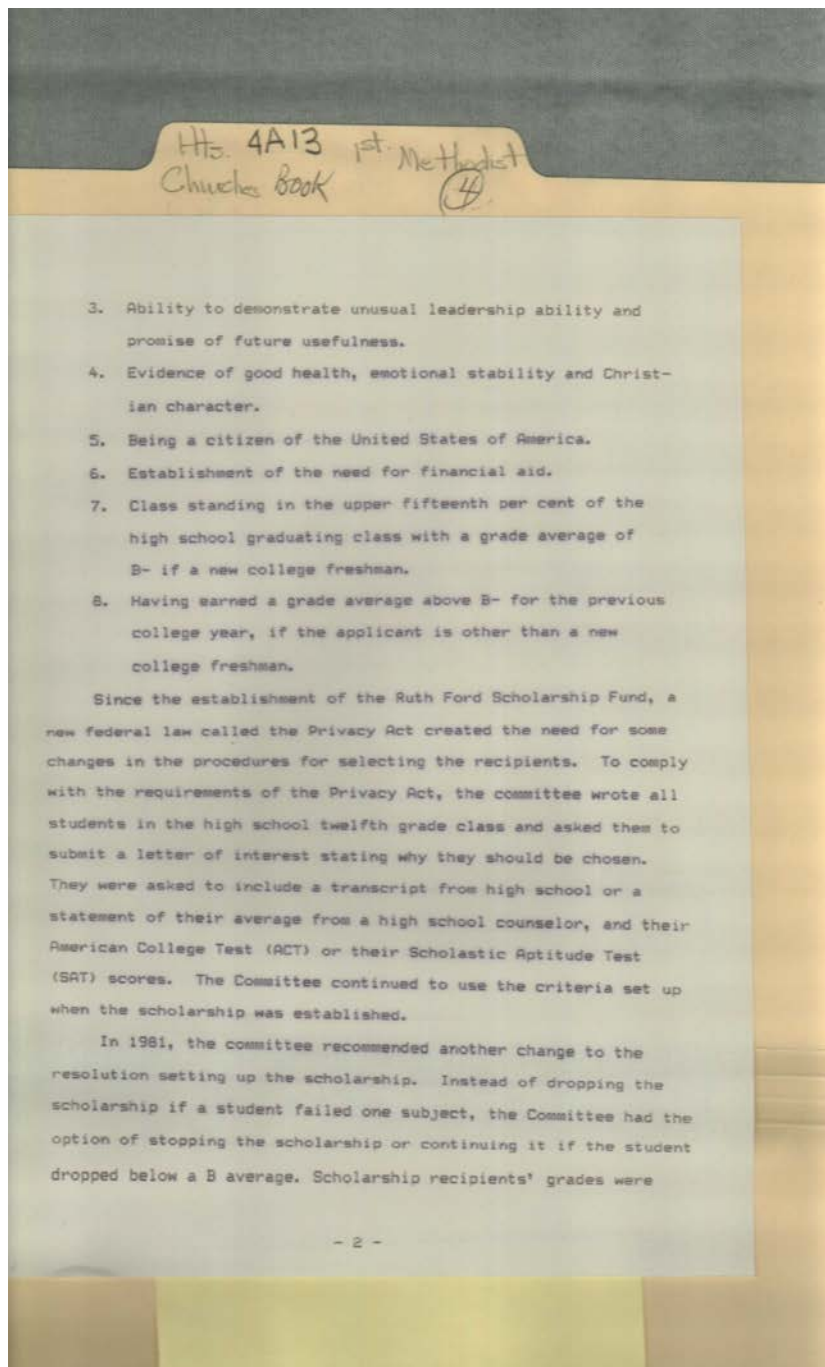 Hts. 4A13 1st. Methodist
Churches Book
4
3. Ability to demonstrate unusual leadership ability and
promise of future usefulness.
4. Evidence of good health, emotional stability and Christ-
ian character.
5. Being a citizen of the United States of America.
6. Establishment of the need for financial aid.
7. Class standing in the upper fifteenth per cent of the
high school graduating class with a grade average of
B- if a new college freshman.
8. Having earned a grade average above B- for the previous
college year, if the applicant is other than a new
college freshman.
Since the establishment of the Ruth Ford Scholarship Fund, a
new federal law called the Privacy Act created the need for some
changes in the procedures for selecting the recipients. To comply
with the requirements of the Privacy Act, the committee wrote all
students in the high school twelfth grade class and asked them to
submit a letter of interest stating why they should be chosen.
They were asked to include a transcript from high school or a
statement of their average from a high school counselor, and their
American College Test (ACT) or their Scholastic Aptitude Test
(SAT) scores. The Committee continued to use the criteria set up
when the scholarship was established.
In 1981, the committee recommended another change to the
resolution setting up the scholarship. Instead of dropping the
scholarship if a student failed one subject, the Committee had the
option of stopping the scholarship or continuing it if the student
dropped below a B average. Scholarship recipients' grades were
- 2 -